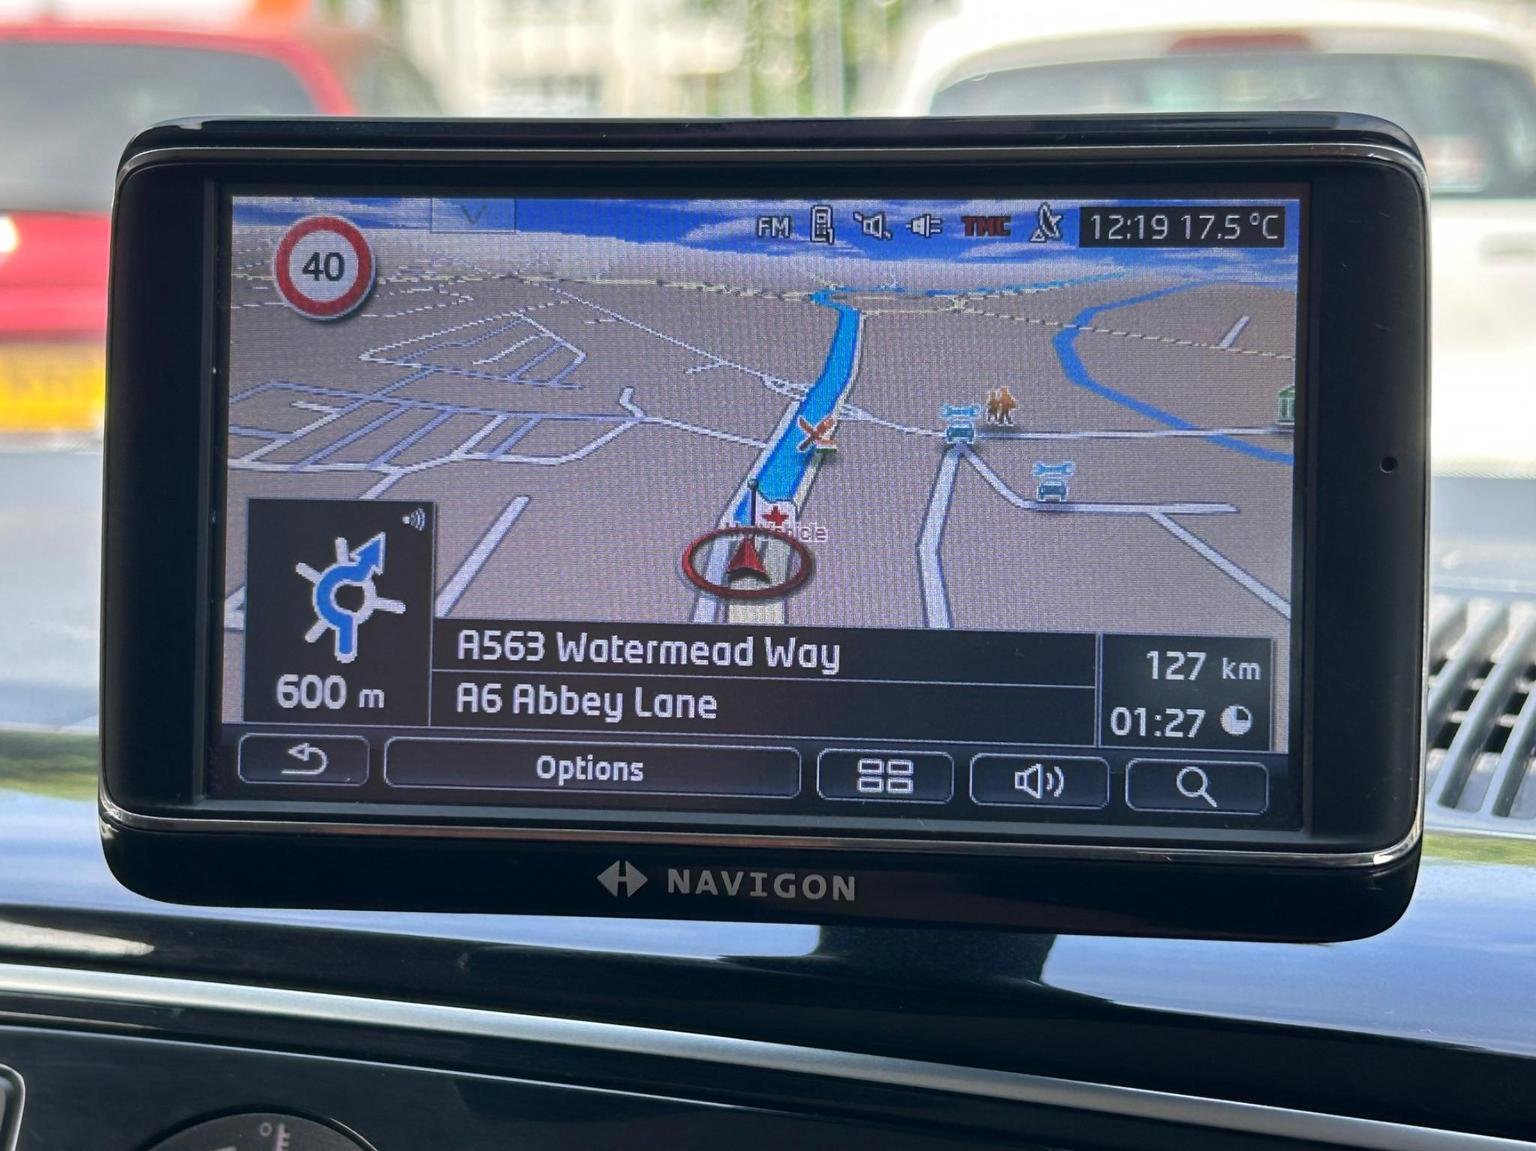 40
FM
TMC
12:19 17.5°C
600 m
A563 Watermead Way
A6 Abbey Lane
127 km
01:27
Options
NAVIGON